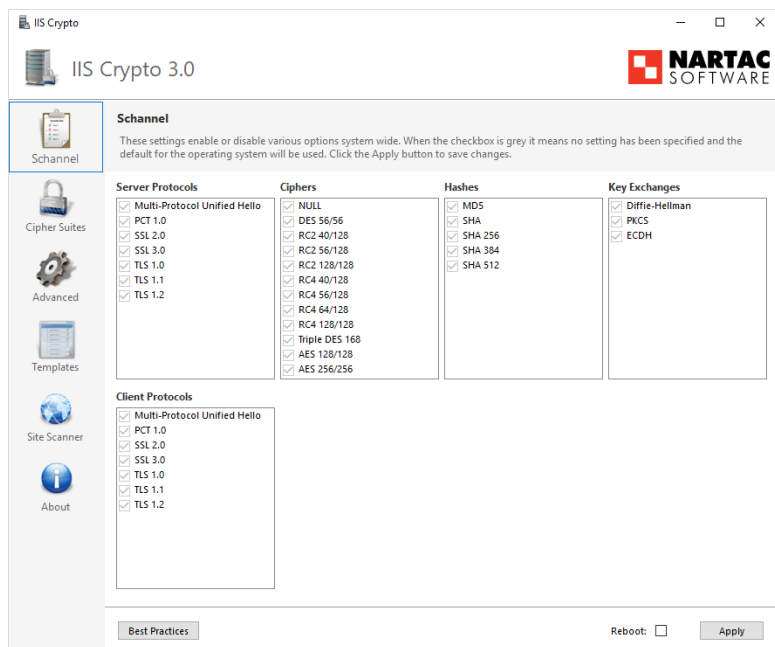 IIS Crypto
IIS Crypto 3.0
NARTAC
SOFTWARE
Schannel
Cipher Suites
Advanced
Templates
Site Scanner
About
Schannel
These settings enable or disable various options system wide. When the checkbox is grey it means no setting has been specified and the
default for the operating system will be used. Click the Apply button to save changes.
Server Protocols
Multi-Protocol Unified Hello
PCT 1.0
SSL 2.0
SSL 3.0
TLS 1.0
TLS 1.1
TLS 1.2
Ciphers
NULL
DES 56/56
RC2 40/128
RC2 56/128
RC2 128/128
RC4 40/128
RC4 56/128
RC4 64/128
RC4 128/128
Triple DES 168
AES 128/128
AES 256/256
Hashes
MD5
SHA
SHA 256
SHA 384
SHA 512
Key Exchanges
Diffie-Hellman
PKCS
ECDH
Client Protocols
Multi-Protocol Unified Hello
PCT 1.0
SSL 2.0
SSL 3.0
TLS 1.0
TLS 1.1
TLS 1.2
Best Practices
Reboot:
Apply